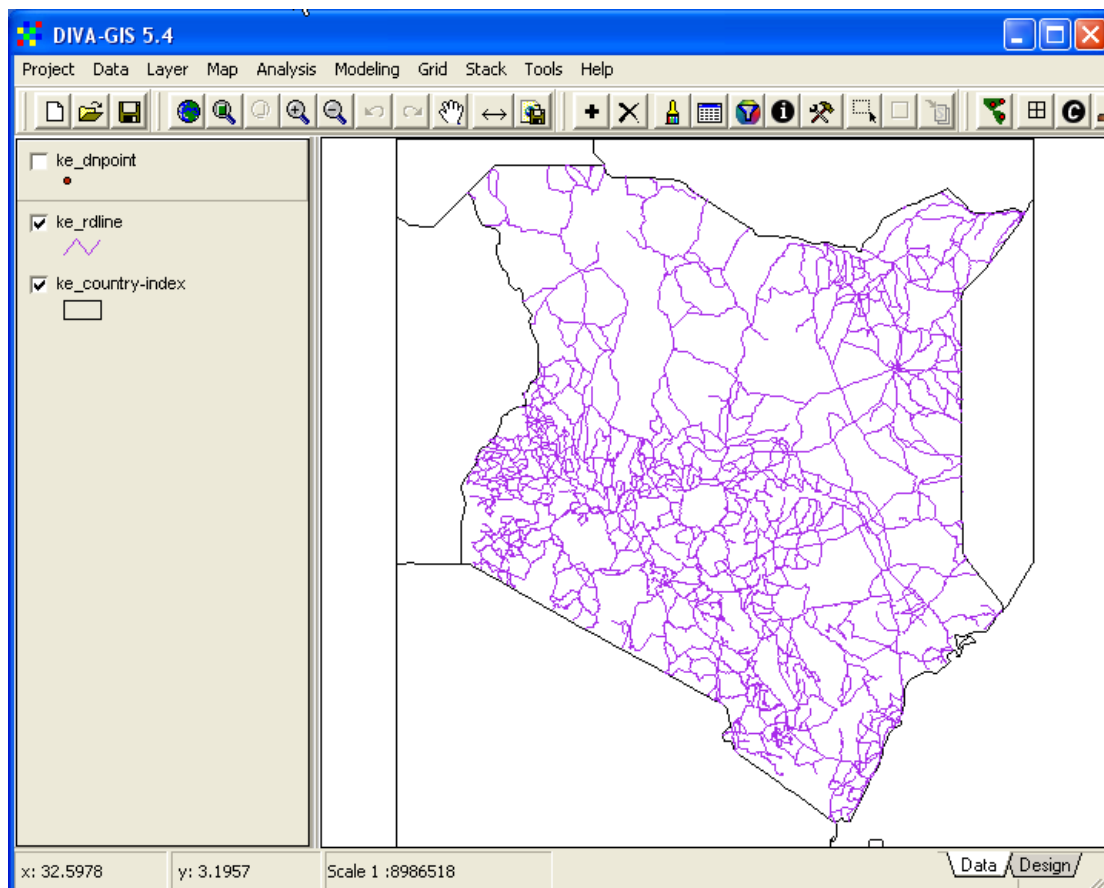 DIVA-GIS 5.4
Project Data Layer Map Analysis Modeling Grid Stack Tools Help
ke_dnpoint
ke_rdline
ke_country-index
x: 32.5978 y: 3.1957 Scale 1 :8986518 Data Design